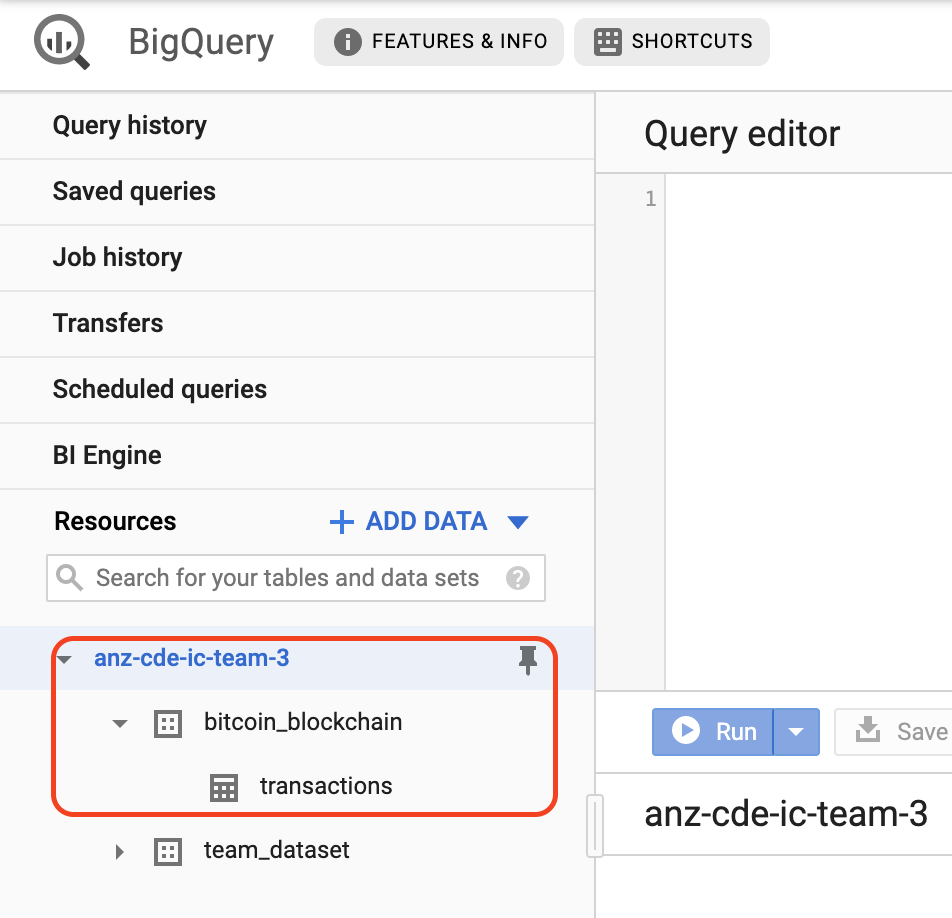 BigQuery
FEATURES & INFO
SHORTCUTS
Query history
Saved queries
Job history
Transfers
Scheduled queries
BI Engine
Resources
ADD DATA
Search for your tables and data sets
?
anz-cde-ic-team-3
bitcoin_blockchain
transactions
team_dataset
Query editor
1
Run
Save
anz-cde-ic-team-3